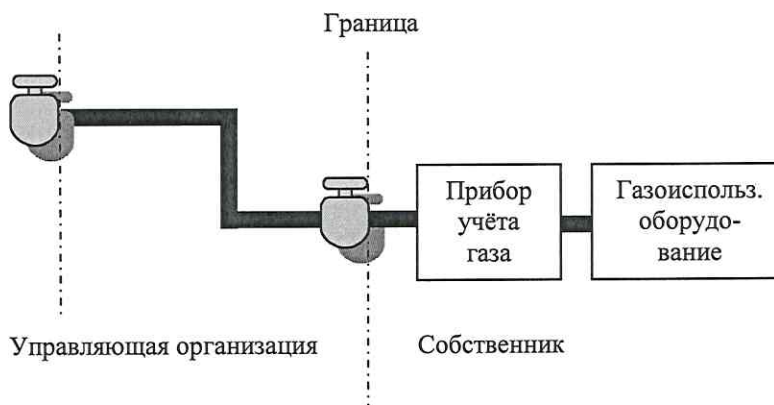 Граница
Прибор
учёта
газа
Газоиспольз.
оборудо-
вание
Управляющая организация
Собственник